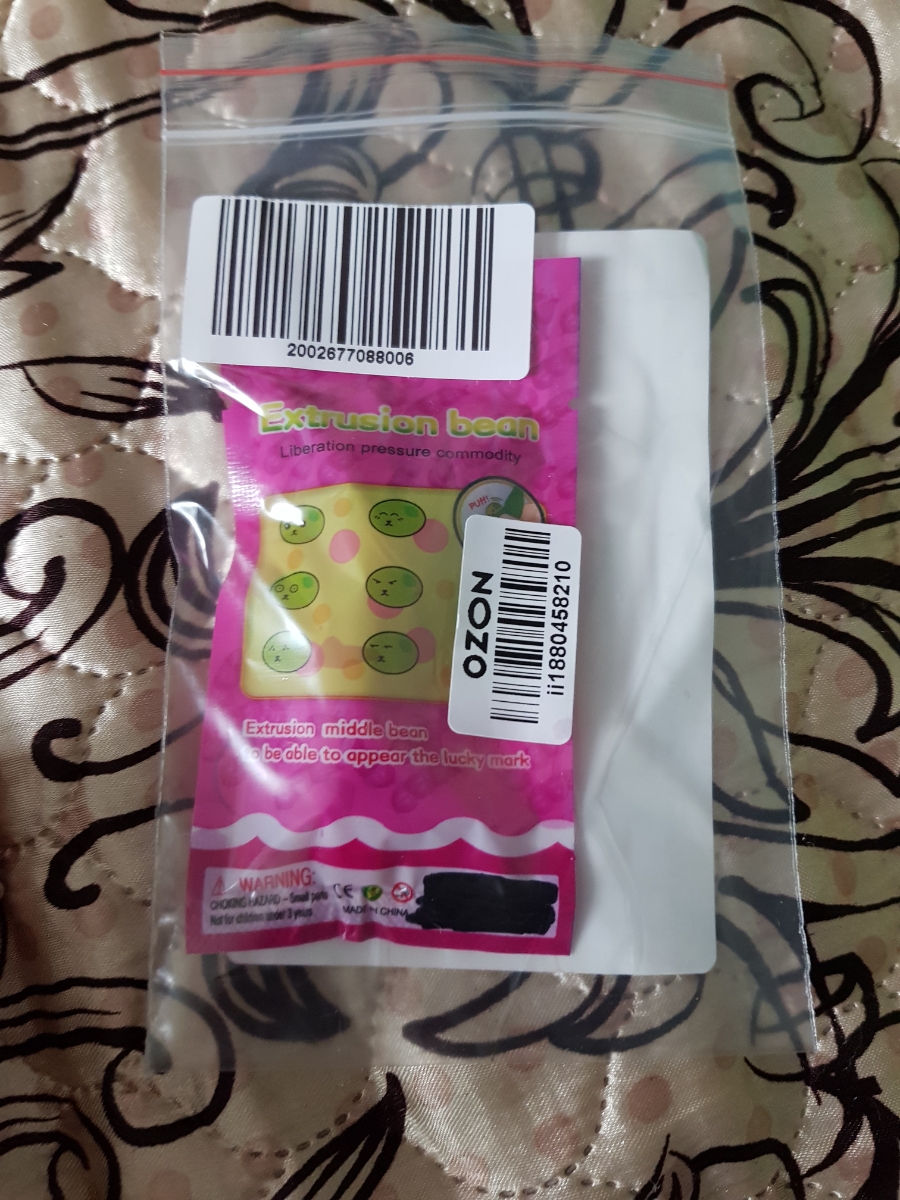 2002677088006
Extrusion bean
Liberation pressure commodity
PUff!
OZON
ii1880458210
Extrusion middle bean
to be able to appear the lucky mark
WARNING:
CHOKING HAZARD - Small parts
Not for children under 3 years
CE
MADE IN CHINA